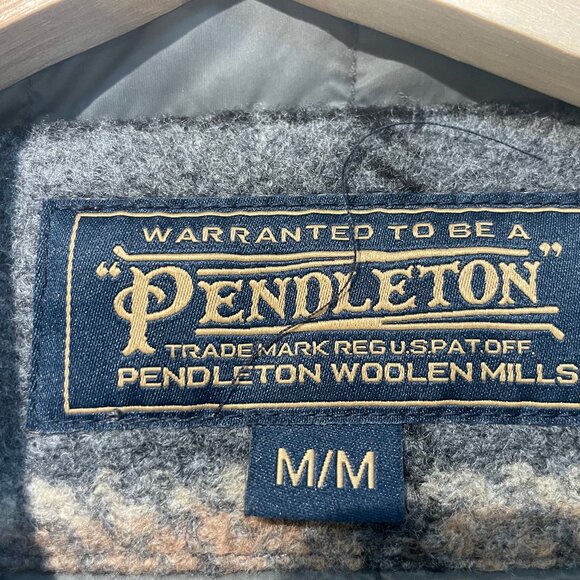 WARRANTED TO BE A
"PENDLETON"
TRADE MARK REG U.S. PAT. OFF.
PENDLETON WOOLEN MILLS
M/M